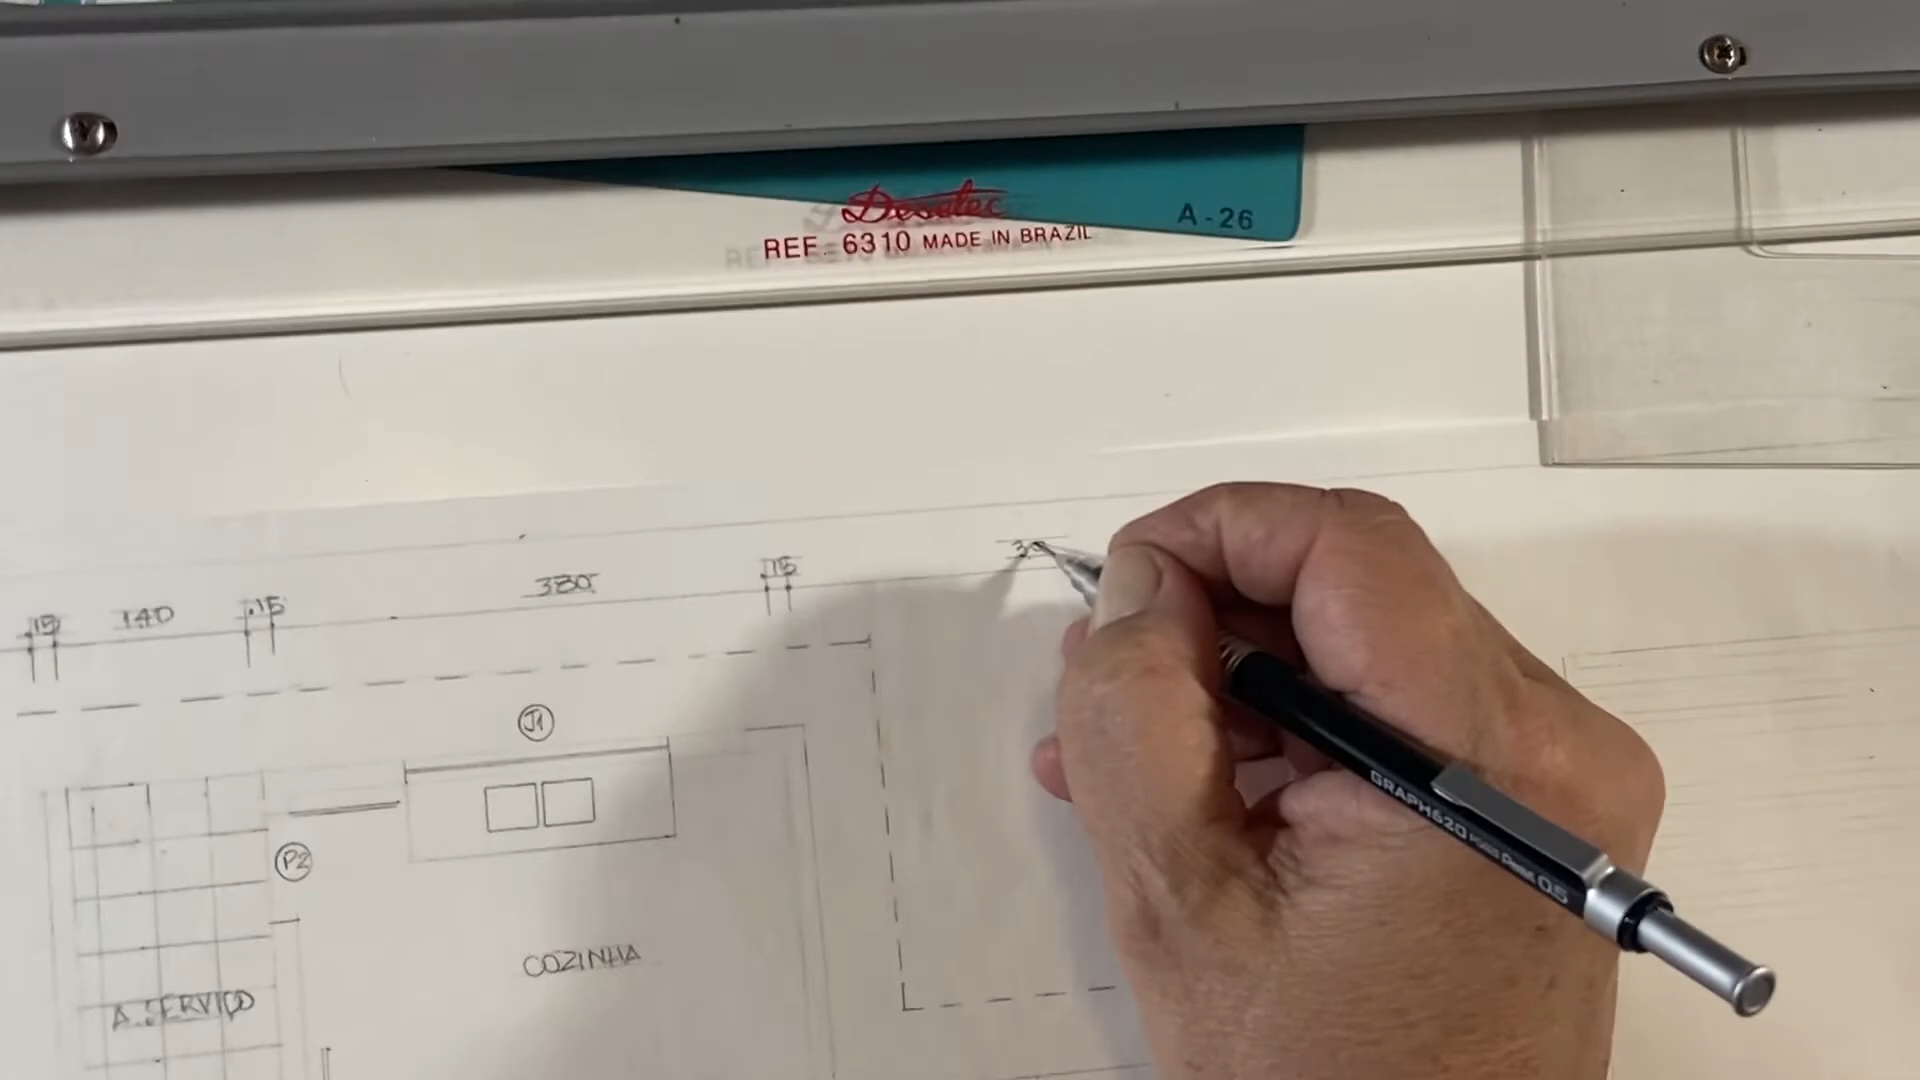 Desetec
A-26
REF. 6310 MADE IN BRAZIL
15 140 15 380 15
J1
P2
COZINHA
A. SERVIÇO
GRAPH620 Pentel 0.5